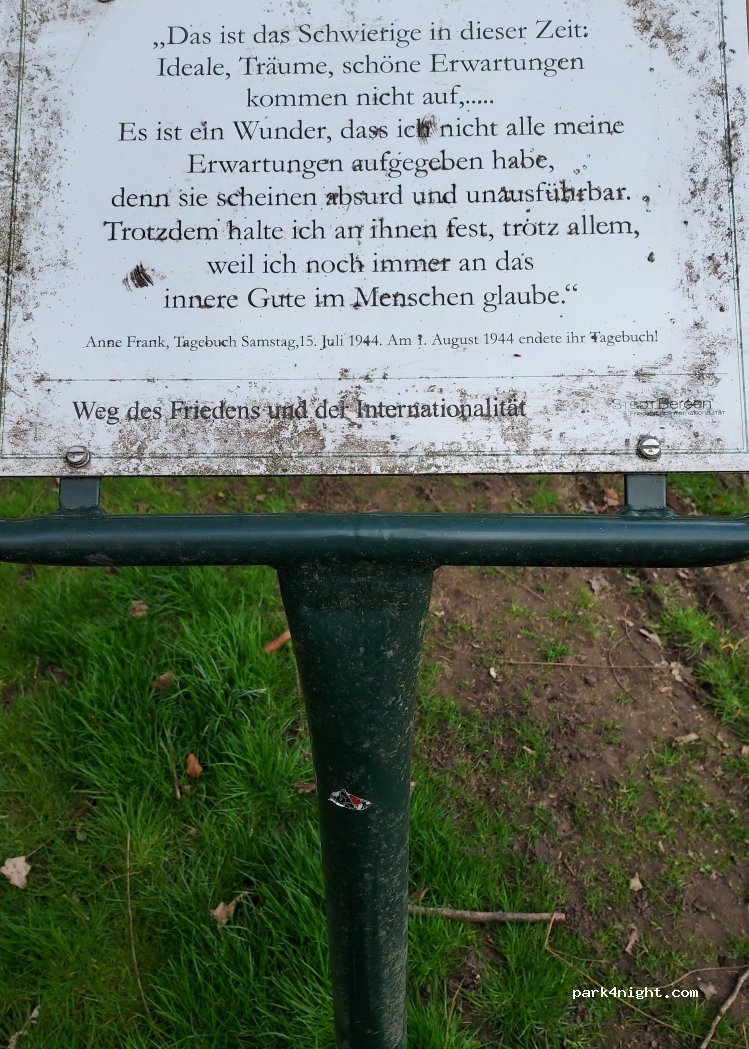 „Das ist das Schwierige in dieser Zeit:
Ideale, Träume, schöne Erwartungen
kommen nicht auf,.....
Es ist ein Wunder, dass ich nicht alle meine
Erwartungen aufgegeben habe,
denn sie scheinen absurd und unausführbar.
Trotzdem halte ich an ihnen fest, trotz allem,
weil ich noch immer an das
innere Gute im Menschen glaube.“
Anne Frank, Tagebuch Samstag,15. Juli 1944. Am 1. August 1944 endete ihr Tagebuch!
Weg des Friedens und der Internationalität
Bergen
park4night.com